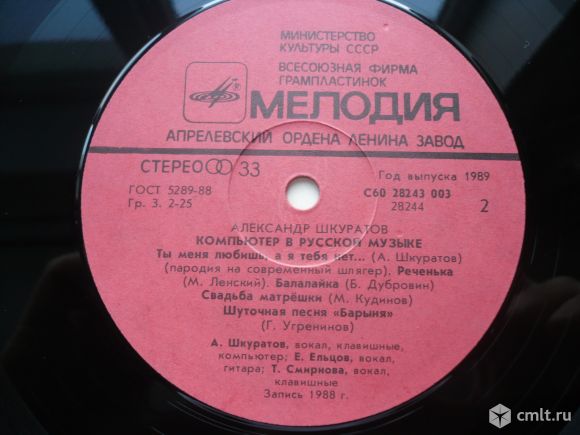 МИНИСТЕРСТВО
КУЛЬТУРЫ СССР
ВСЕСОЮЗНАЯ ФИРМА
ГРАМПЛАСТИНОК
МЕЛОДИЯ
АПРЕЛЕВСКИЙ ОРДЕНА ЛЕНИНА ЗАВОД
СТЕРЕО 33
Год выпуска 1989
ГОСТ 5289-88
С60 28243 003
Гр. 3. 2-25
28244
2
АЛЕКСАНДР ШКУРАТОВ
КОМПЬЮТЕР В РУССКОЙ МУЗЫКЕ
Ты меня любишь, а я тебя нет... (А. Шкуратов)
(пародия на современный шлягер). Реченька
(М. Ленский). Балалайка (Б. Дубровин)
Свадьба матрёшки (М. Кудинов)
Шуточная песня «Барыня»
(Г. Угренинов)
А. Шкуратов, вокал, клавишные,
компьютер; Е. Ельцов, вокал,
гитара; Т. Смирнова, вокал,
клавишные
Запись 1988 г.
cmlt.ru